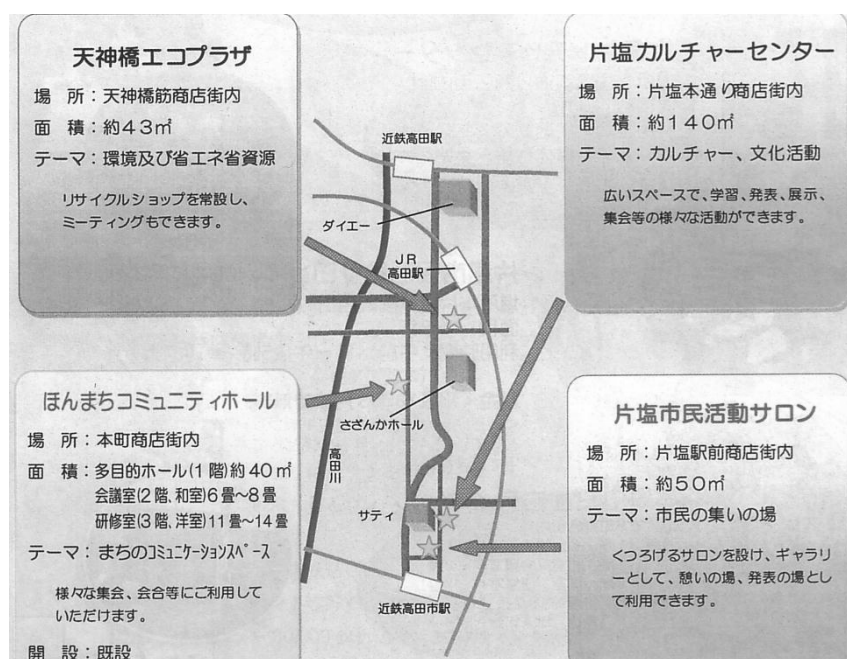 天神橋エコプラザ
場　所：天神橋筋商店街内
面　積：約43㎡
テーマ：環境及び省エネ省資源
リサイクルショップを常設し、
ミーティングもできます。
片塩カルチャーセンター
場　所：片塩本通り商店街内
面　積：約140㎡
テーマ：カルチャー、文化活動
広いスペースで、学習、発表、展示、
集会等の様々な活動ができます。
近鉄高田駅
ダイエー
JR
高田駅
さざんかホール
高田川
サティ
近鉄高田市駅
ほんまちコミュニティホール
場　所：本町商店街内
面　積：多目的ホール(1階)約40㎡
会議室(2階、和室)6畳～8畳
研修室(3階、洋室)11畳～14畳
テーマ：まちのコミュニケーションスペース
様々な集会、会合等にご利用して
いただけます。
開　設：既設
片塩市民活動サロン
場　所：片塩駅前商店街内
面　積：約50㎡
テーマ：市民の集いの場
くつろげるサロンを設け、ギャラリ
ーとして、憩いの場、発表の場とし
て利用できます。